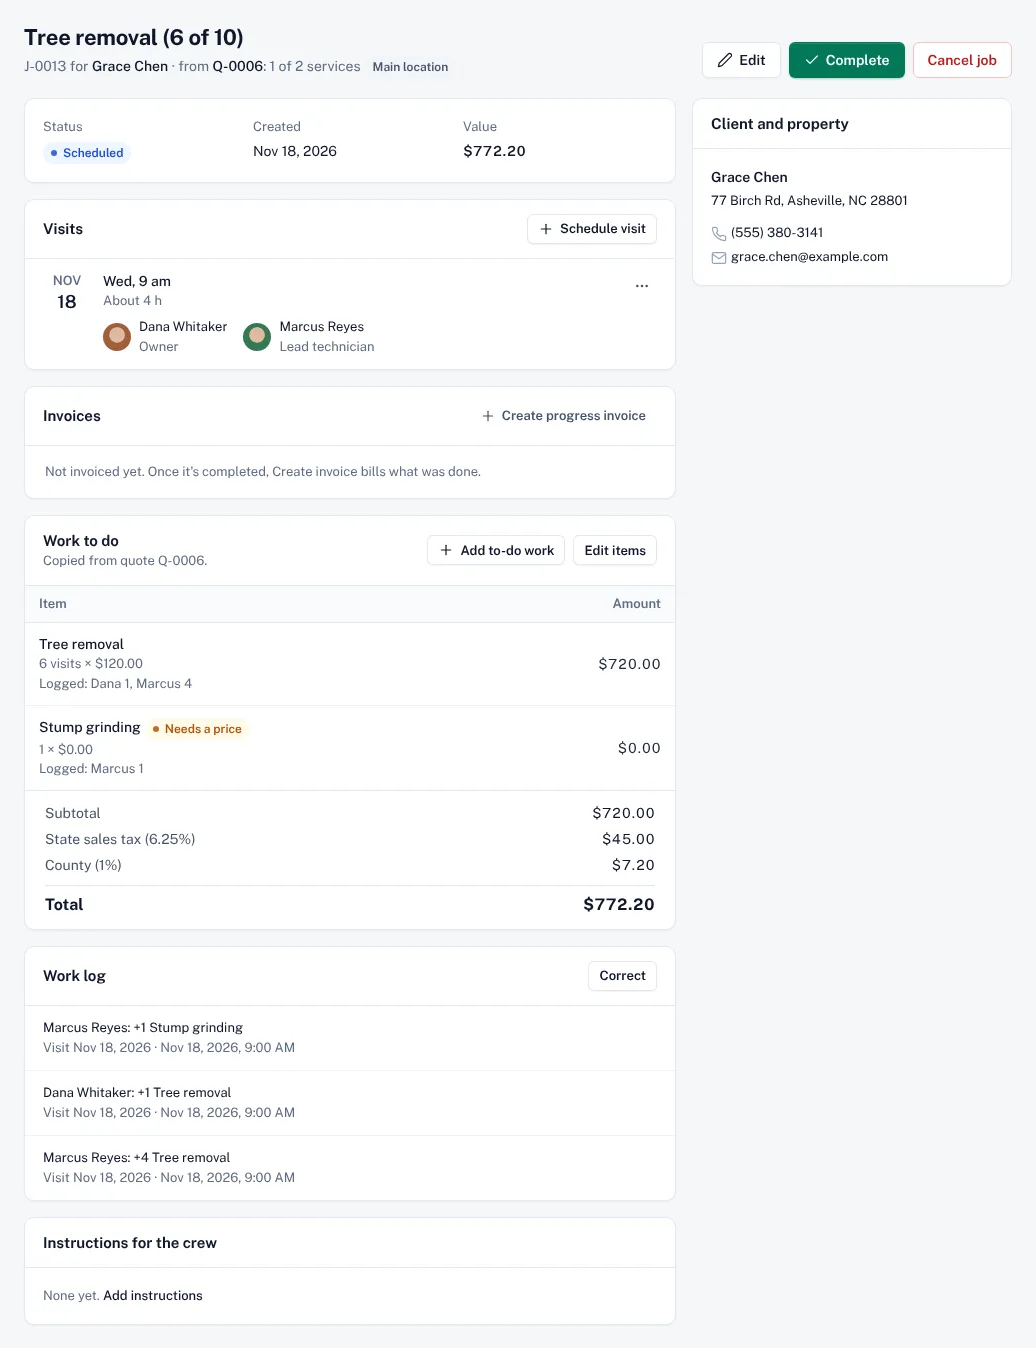 Tree removal (6 of 10)
J-0013 for Grace Chen · from Q-0006: 1 of 2 services Main location
Edit
Complete
Cancel job
Status
Scheduled
Created
Nov 18, 2026
Value
$772.20
Client and property
Grace Chen
77 Birch Rd, Asheville, NC 28801
(555) 380-3141
grace.chen@example.com
Visits
Schedule visit
NOV
18
Wed, 9 am
About 4 h
...
Dana Whitaker
Owner
Marcus Reyes
Lead technician
Invoices
Create progress invoice
Not invoiced yet. Once it's completed, Create invoice bills what was done.
Work to do
Copied from quote Q-0006.
Add to-do work
Edit items
Item Amount
Tree removal
6 visits × $120.00
Logged: Dana 1, Marcus 4
$720.00
Stump grinding Needs a price
1 × $0.00
Logged: Marcus 1
$0.00
Subtotal $720.00
State sales tax (6.25%) $45.00
County (1%) $7.20
Total $772.20
Work log
Correct
Marcus Reyes: +1 Stump grinding
Visit Nov 18, 2026 · Nov 18, 2026, 9:00 AM
Dana Whitaker: +1 Tree removal
Visit Nov 18, 2026 · Nov 18, 2026, 9:00 AM
Marcus Reyes: +4 Tree removal
Visit Nov 18, 2026 · Nov 18, 2026, 9:00 AM
Instructions for the crew
None yet. Add instructions